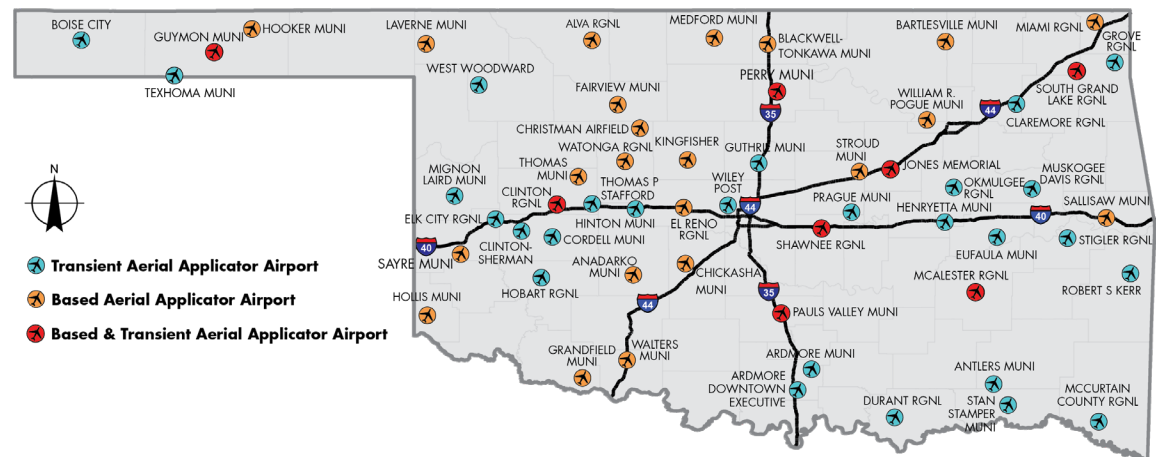 BOISE CITY
GUYMON MUNI
HOOKER MUNI
TEXHOMA MUNI
LAVERNE MUNI
ALVA RGNL
MEDFORD MUNI
BLACKWELL-
TONKAWA MUNI
BARTLESVILLE MUNI
MIAMI RGNL
GROVE
RGNL
WEST WOODWARD
PERRY MUNI
35
FAIRVIEW MUNI
WILLIAM R.
POGUE MUNI
44
SOUTH GRAND
LAKE RGNL
CLAREMORE RGNL
CHRISTMAN AIRFIELD
WATONGA RGNL
KINGFISHER
GUTHRIE MUNI
STROUD
MUNI
JONES MEMORIAL
N
MIGNON
LAIRD MUNI
THOMAS
MUNI
CLINTON
RGNL
THOMAS P
STAFFORD
WILEY
POST
44
PRAGUE MUNI
OKMULGEE
RGNL
MUSKOGEE
DAVIS RGNL
SALLISAW MUNI
ELK CITY RGNL
HINTON MUNI
EL RENO
RGNL
HENRYETTA MUNI
40
40
SAYRE MUNI
CLINTON-
SHERMAN
CORDELL MUNI
SHAWNEE RGNL
EUFAULA MUNI
STIGLER RGNL
Transient Aerial Applicator Airport
Based Aerial Applicator Airport
Based & Transient Aerial Applicator Airport
HOBART RGNL
ANADARKO
MUNI
CHICKASHA
MUNI
MCALESTER RGNL
ROBERT S KERR
HOLLIS MUNI
44
35
PAULS VALLEY MUNI
GRANDFIELD
MUNI
WALTERS
MUNI
ARDMORE MUNI
ARDMORE
DOWNTOWN
EXECUTIVE
DURANT RGNL
ANTLERS MUNI
STAN
STAMPER
MUNI
MCCURTAIN
COUNTY RGNL